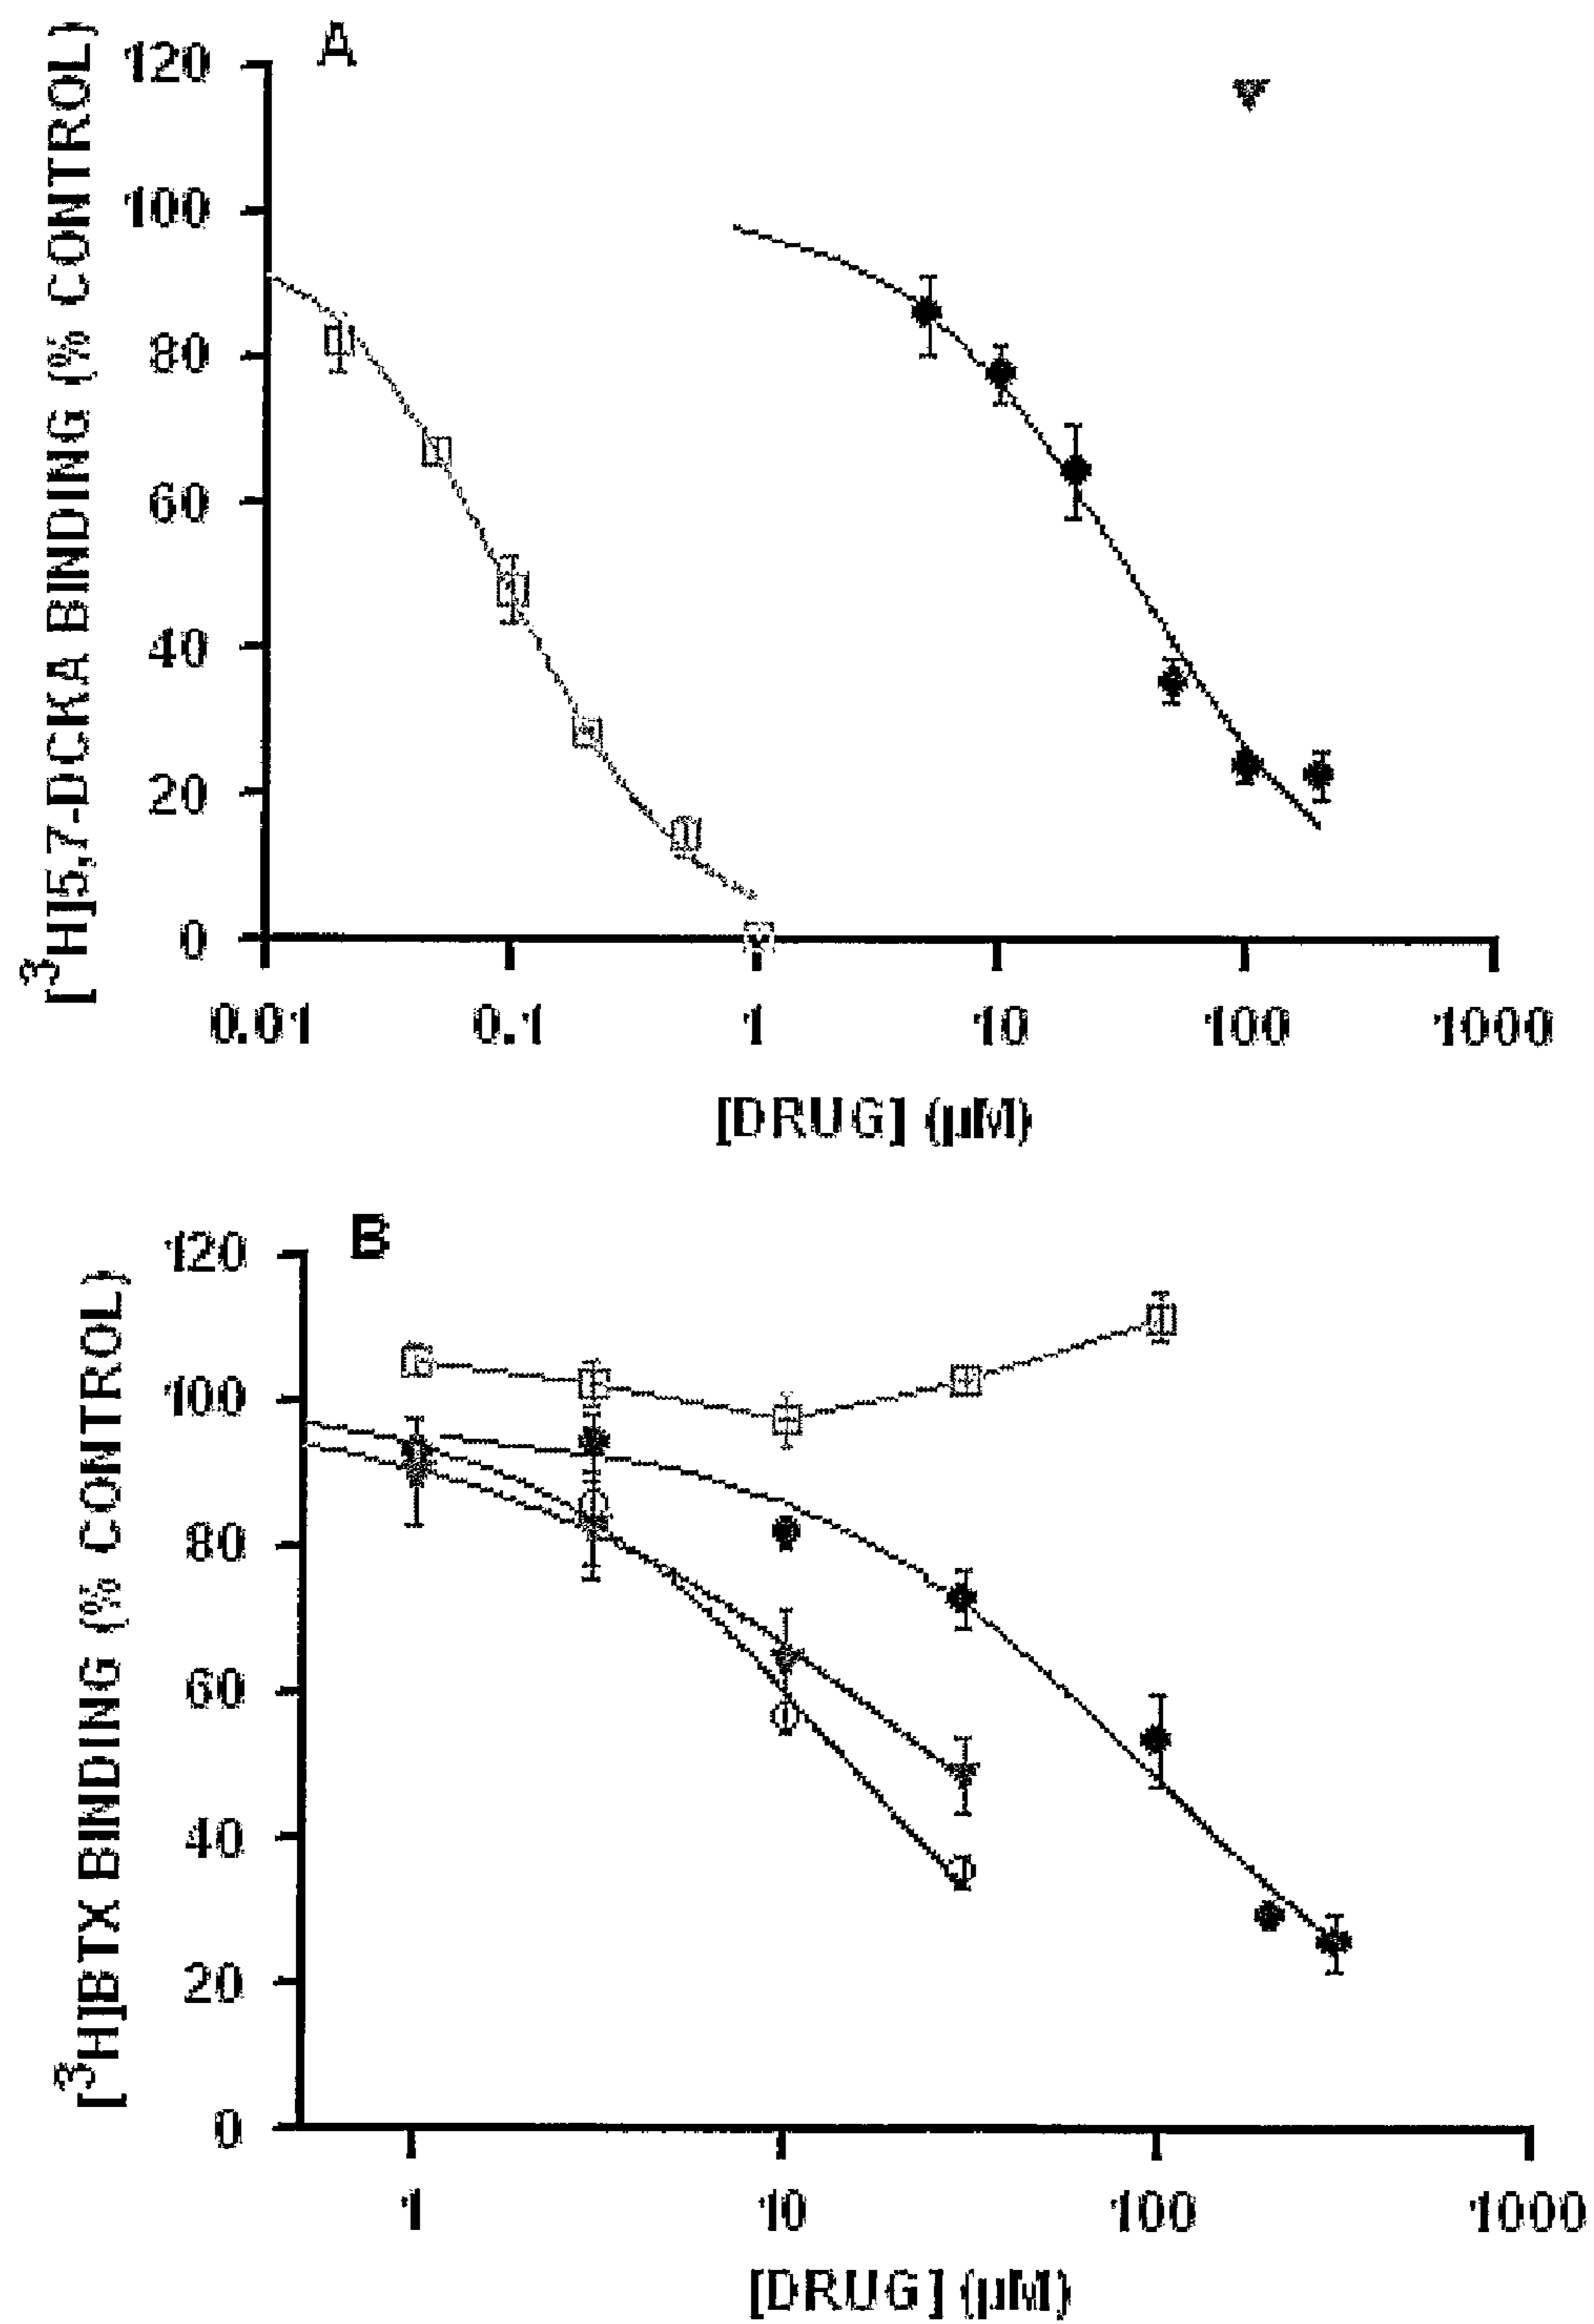 A
[³H]5,7-DCKA BINDING (% CONTROL)
120
100
80
60
40
20
0
0.01 0.1 1 10 100 1000
[DRUG] (µM)
B
[³H]BTX BINDING (% CONTROL)
120
100
80
60
40
20
0
1 10 100 1000
[DRUG] (µM)